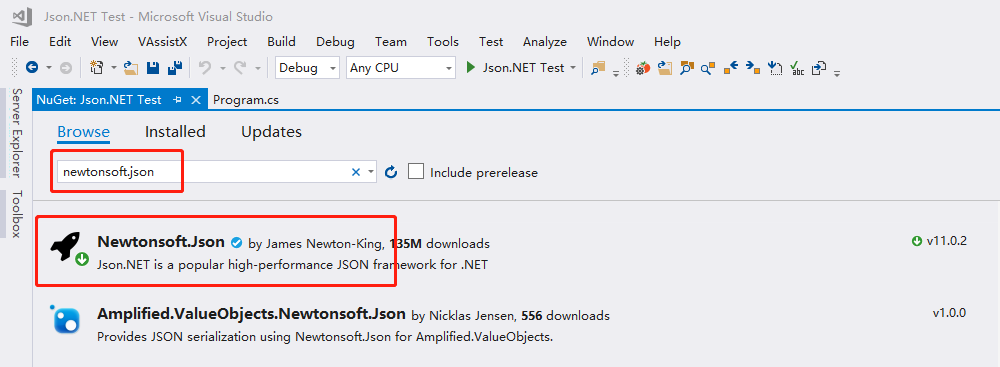 Json.NET Test - Microsoft Visual Studio
File Edit View VAssistX Project Build Debug Team Tools Test Analyze Window Help
Debug Any CPU Json.NET Test
abc
Server Explorer
Toolbox
NuGet: Json.NET Test Program.cs
Browse Installed Updates
newtonsoft.json Include prerelease
Newtonsoft.Json by James Newton-King, 135M downloads v11.0.2
Json.NET is a popular high-performance JSON framework for .NET
Amplified.ValueObjects.Newtonsoft.Json by Nicklas Jensen, 556 downloads v1.0.0
Provides JSON serialization using Newtonsoft.Json for Amplified.ValueObjects.